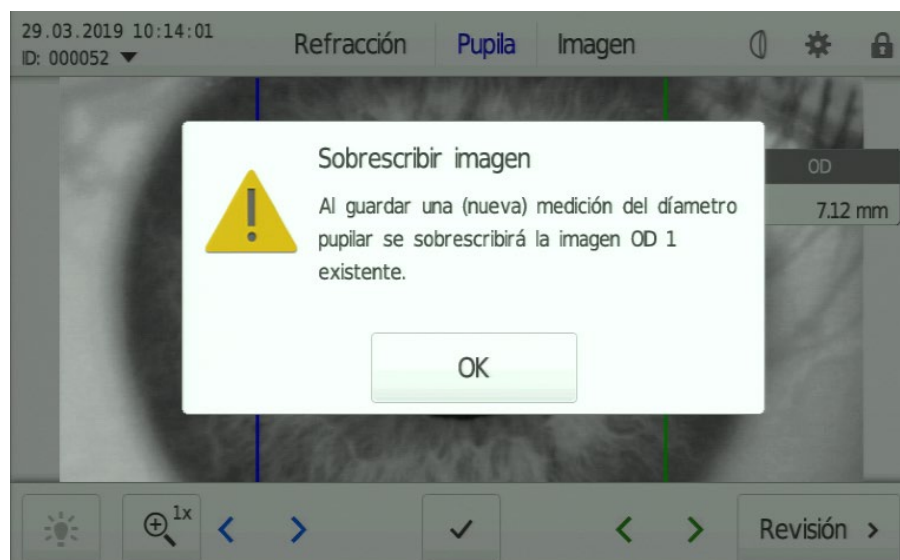 29.03.2019 10:14:01
ID: 000052
Refracción
Pupila
Imagen
OD
7.12 mm
Sobrescribir imagen
Al guardar una (nueva) medición del díametro
pupilar se sobrescribirá la imagen OD 1
existente.
OK
1x
Revisión